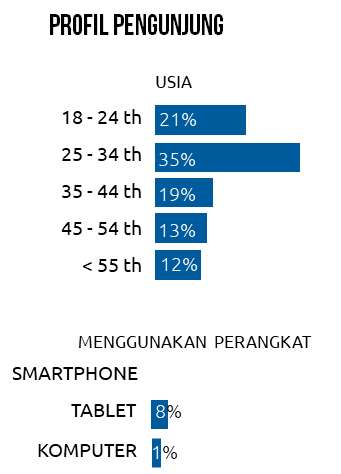 PROFIL PENGUNJUNG
USIA
18 - 24 th 21%
25 - 34 th 35%
35 - 44 th 19%
45 - 54 th 13%
< 55 th 12%
MENGGUNAKAN PERANGKAT
SMARTPHONE
TABLET 8%
KOMPUTER 1%